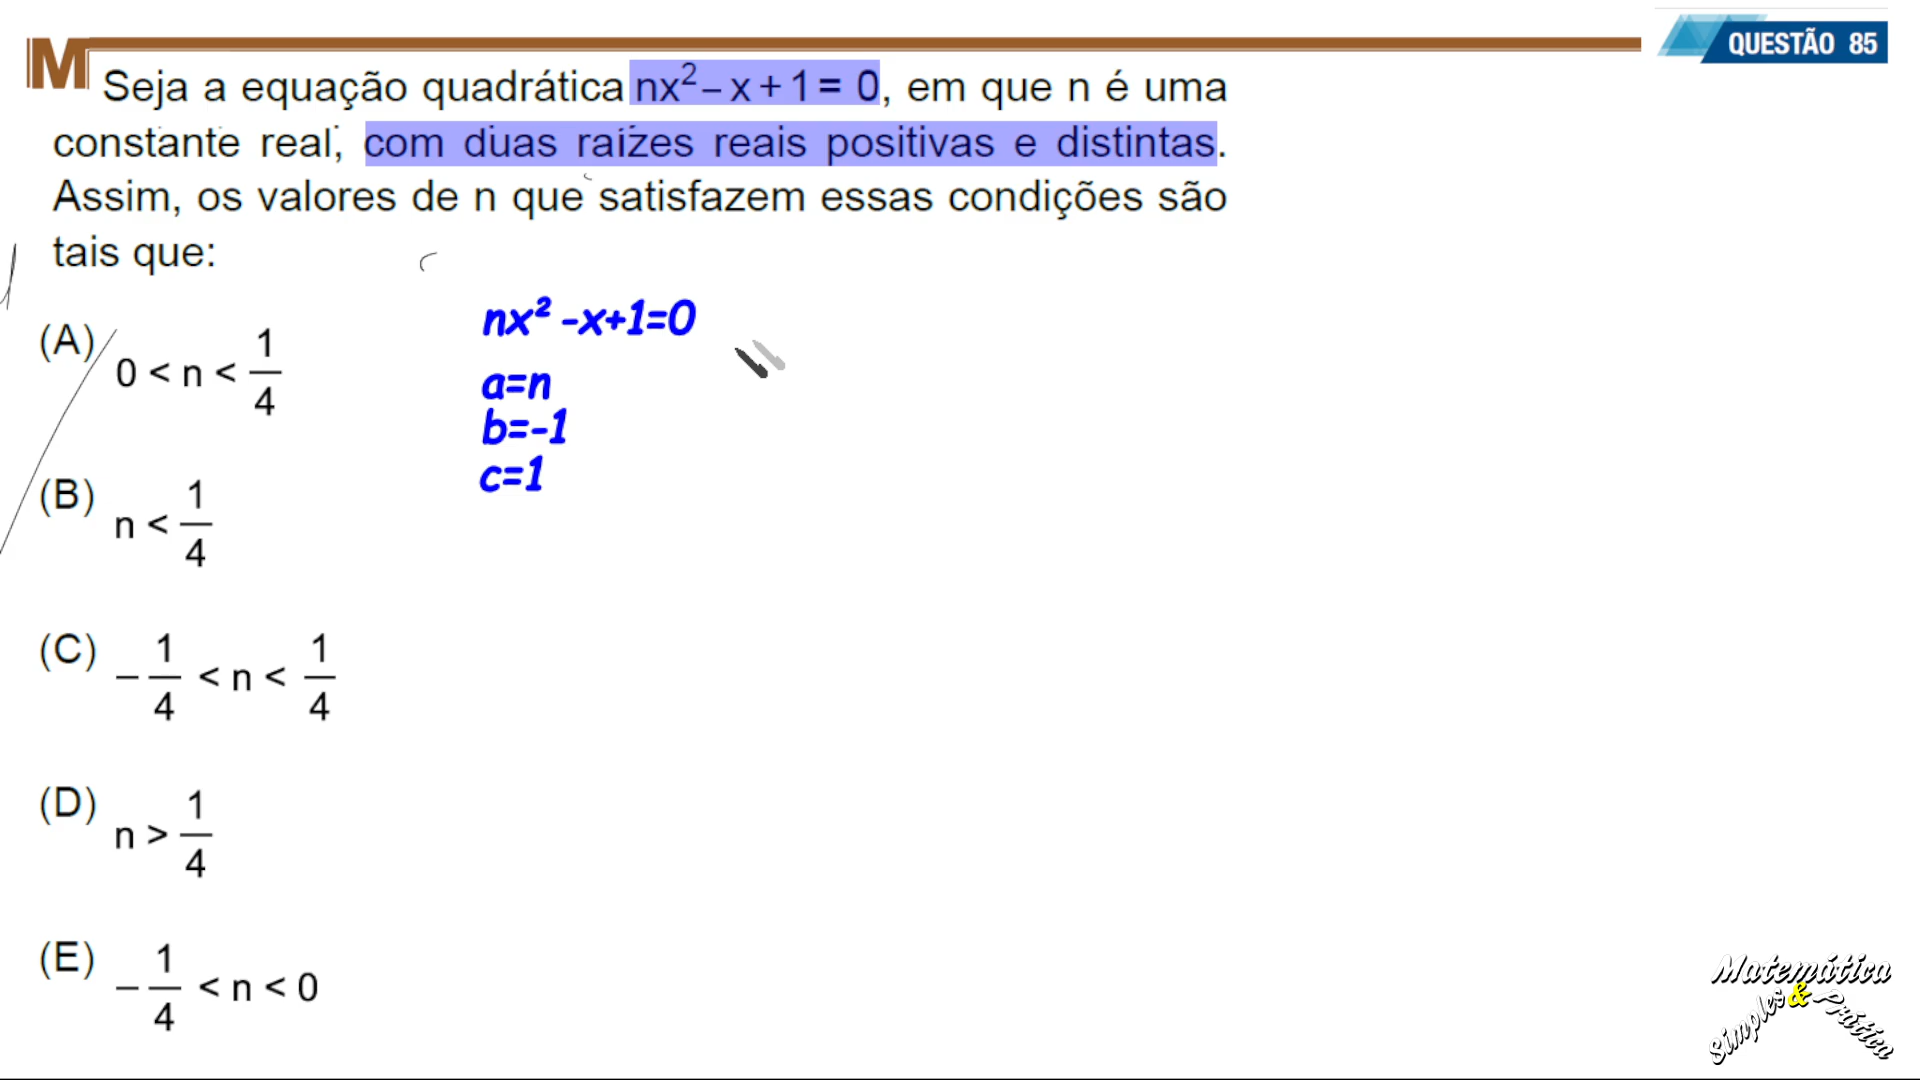 QUESTÃO 85
M
Seja a equação quadrática nx² – x + 1 = 0, em que n é uma
constante real, com duas raízes reais positivas e distintas.
Assim, os valores de n que satisfazem essas condições são
tais que:
(A) 0 < n < 1/4
(B) n < 1/4
(C) – 1/4 < n < 1/4
(D) n > 1/4
(E) – 1/4 < n < 0
nx² -x+1=0
a=n
b=-1
c=1
Matemática
Simples & Prática